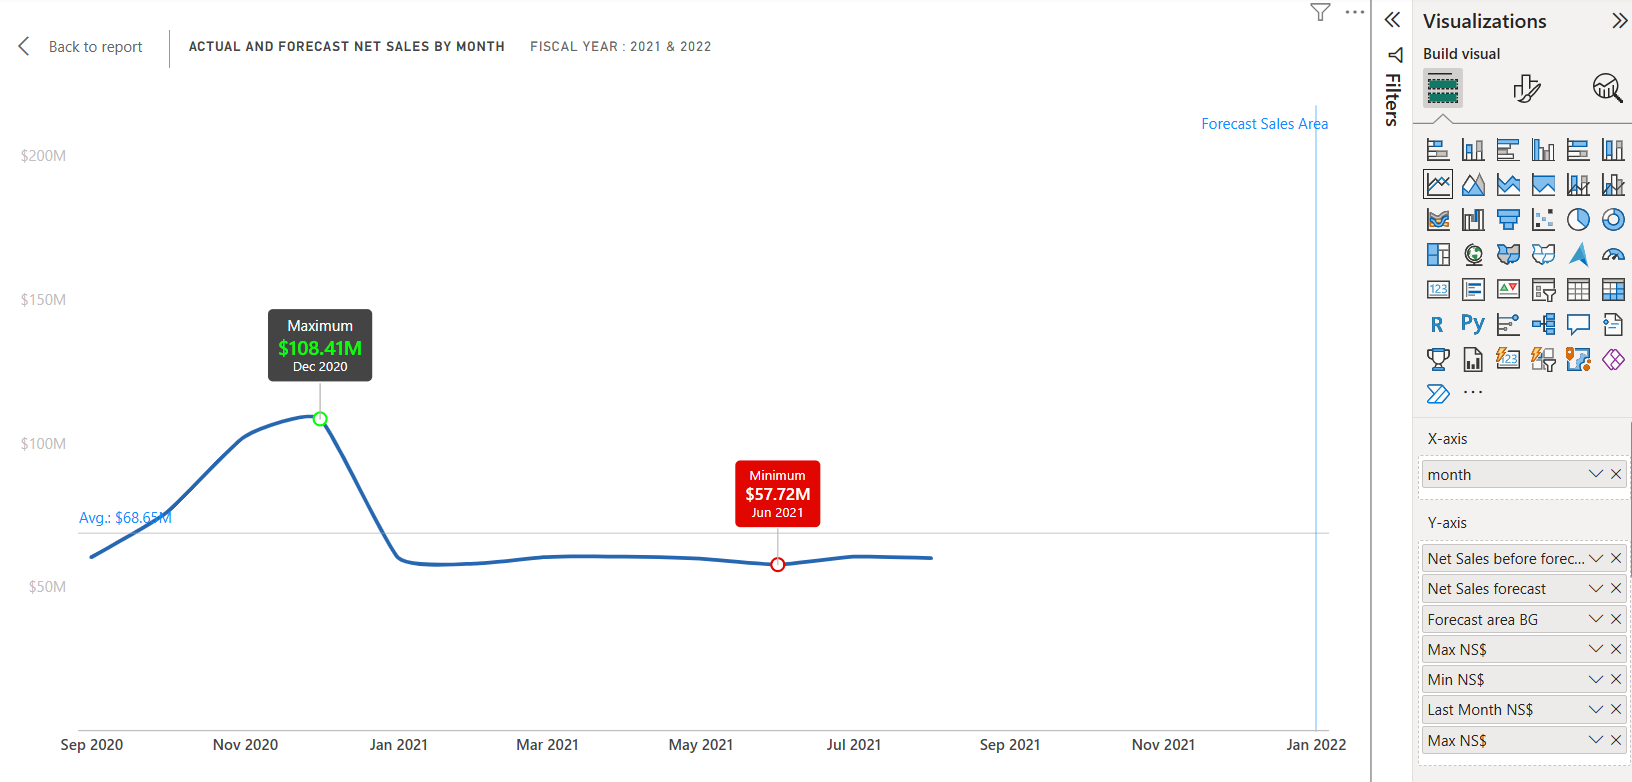 Back to report
ACTUAL AND FORECAST NET SALES BY MONTH
FISCAL YEAR : 2021 & 2022
Forecast Sales Area
$200M
$150M
$100M
$50M
Maximum
$108.41M
Dec 2020
Minimum
$57.72M
Jun 2021
Avg.: $68.65M
Sep 2020
Nov 2020
Jan 2021
Mar 2021
May 2021
Jul 2021
Sep 2021
Nov 2021
Jan 2022
Filters
Visualizations
Build visual
123
R
Py
123
X-axis
month
Y-axis
Net Sales before forec...
Net Sales forecast
Forecast area BG
Max NS$
Min NS$
Last Month NS$
Max NS$